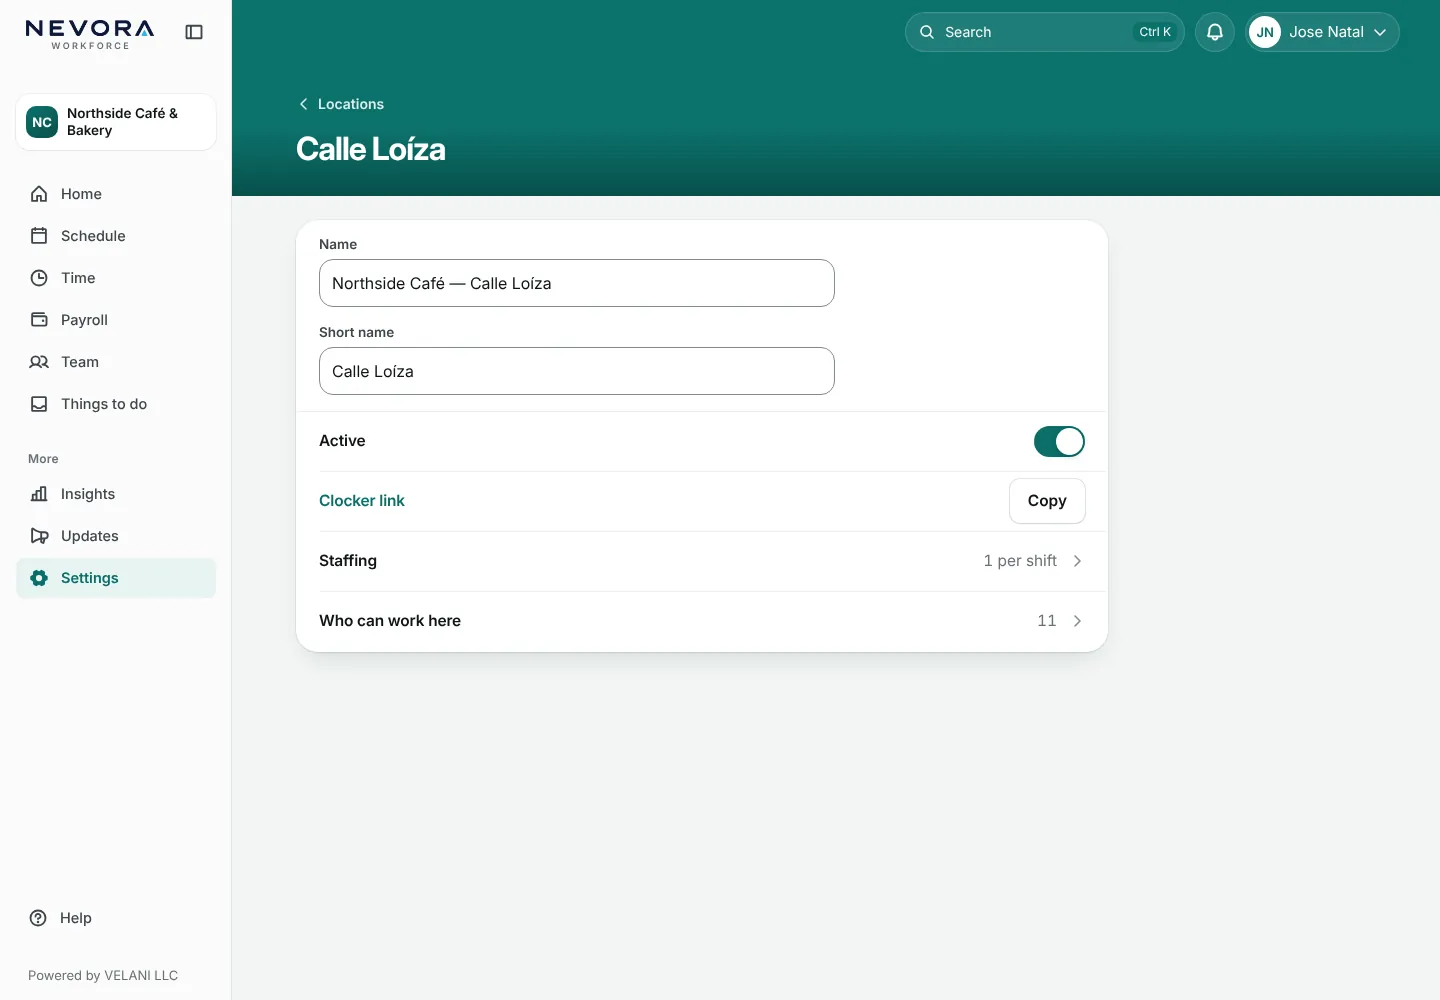 NEVORA
WORKFORCE
Search
Ctrl K
JN
Jose Natal
NC
Northside Café &
Bakery
Locations
Calle Loíza
Home
Schedule
Time
Payroll
Team
Things to do
More
Insights
Updates
Settings
Name
Northside Café — Calle Loíza
Short name
Calle Loíza
Active
Clocker link
Copy
Staffing
1 per shift
Who can work here
11
Help
Powered by VELANI LLC